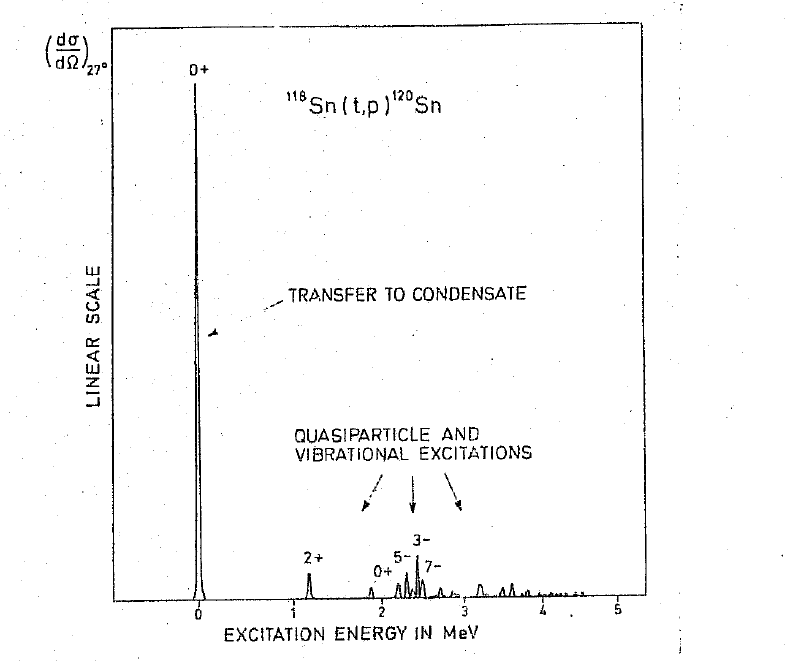 (dσ/dΩ)27°
0+
118Sn(t,p)120Sn
TRANSFER TO CONDENSATE
LINEAR SCALE
QUASIPARTICLE AND
VIBRATIONAL EXCITATIONS
3-
2+
5-
0+
7-
0 1 2 3 4 5
EXCITATION ENERGY IN MeV